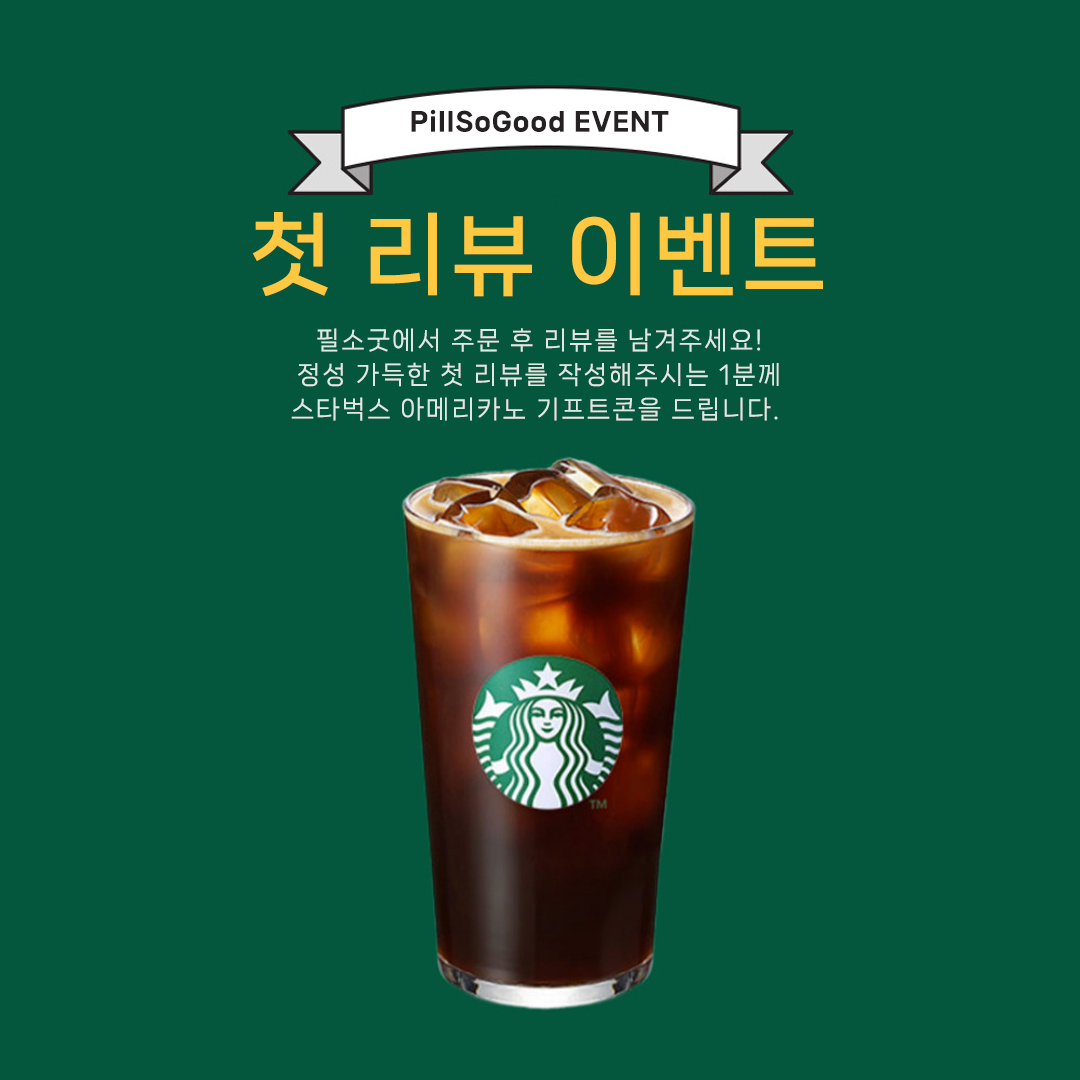 PillSoGood EVENT
첫 리뷰 이벤트
필소굿에서 주문 후 리뷰를 남겨주세요!
정성 가득한 첫 리뷰를 작성해주시는 1분께
스타벅스 아메리카노 기프트콘을 드립니다.
TM